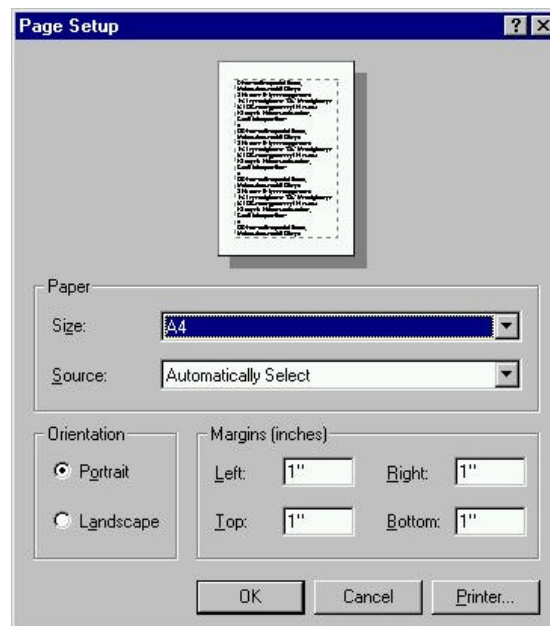 Page Setup
Paper
Size: A4
Source: Automatically Select
Orientation
Portrait
Landscape
Margins (inches)
Left: 1" Right: 1"
Top: 1" Bottom: 1"
OK Cancel Printer...